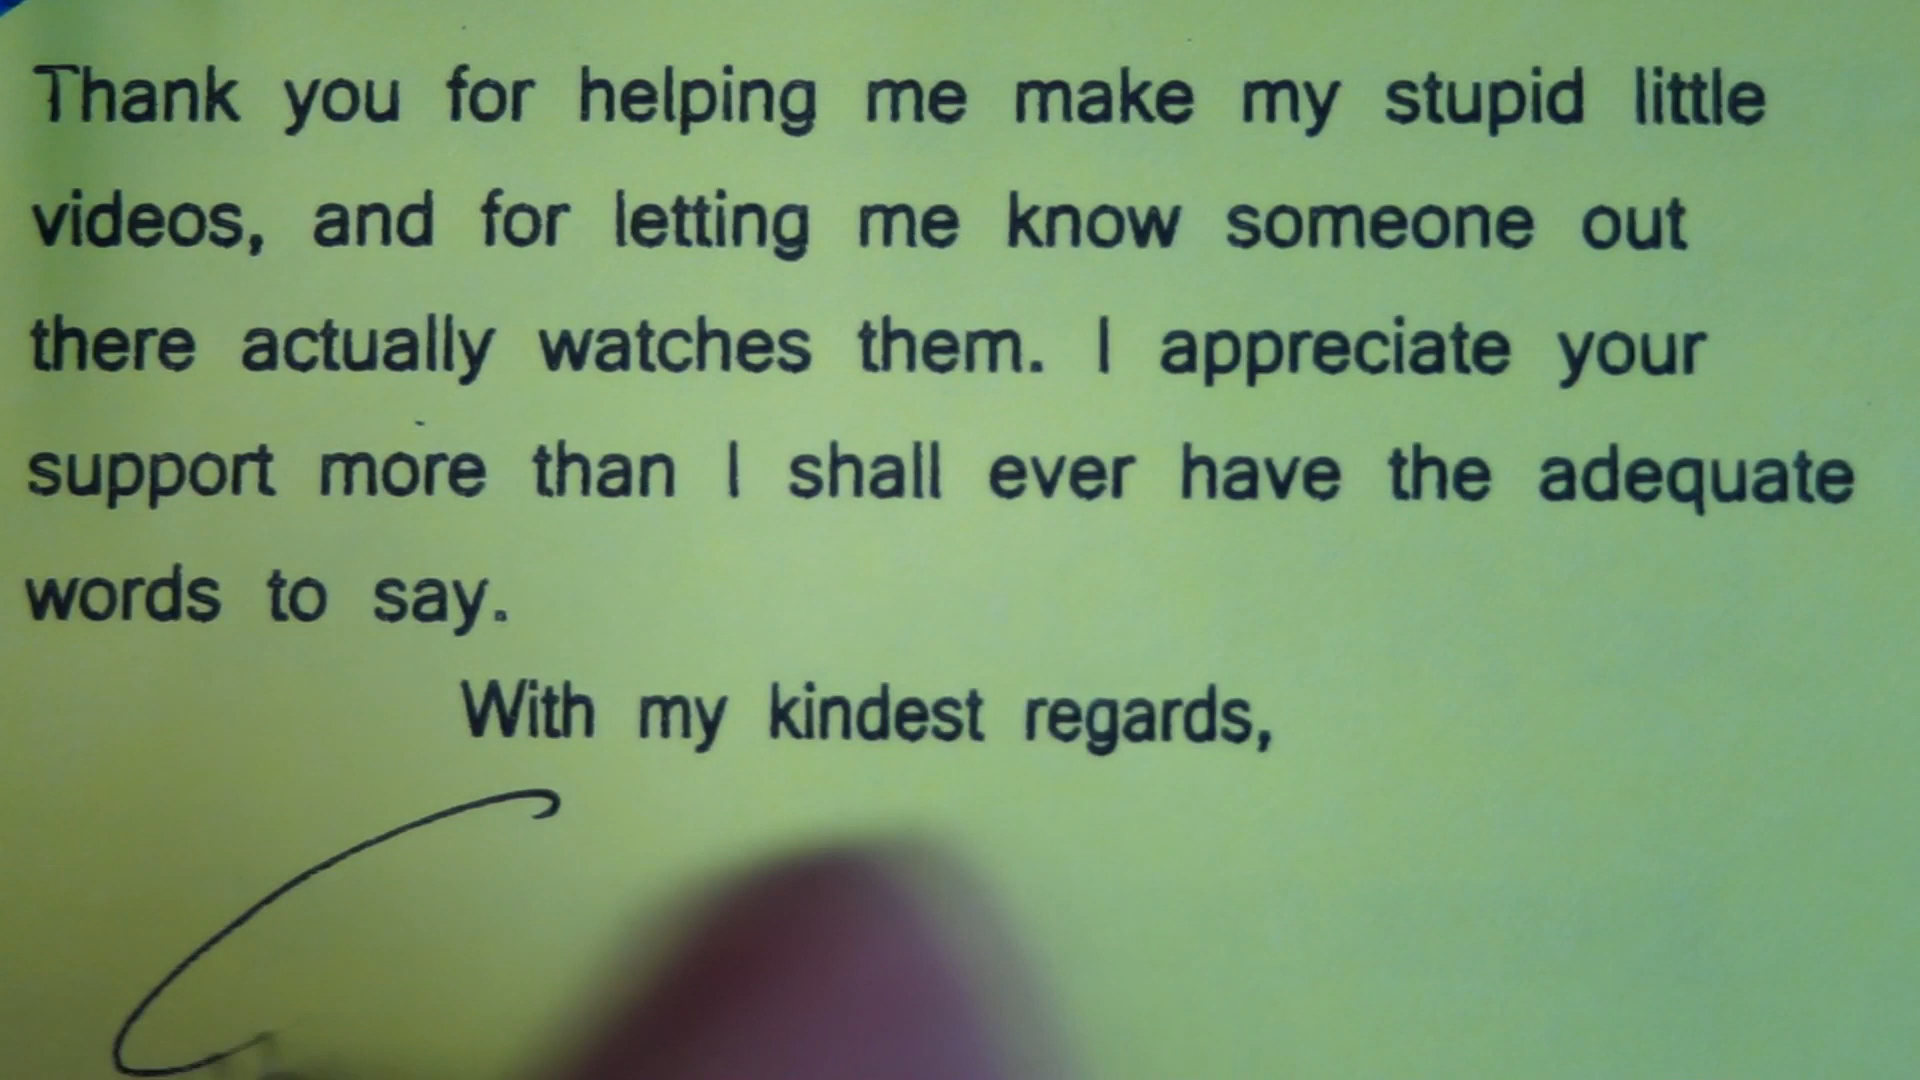 Thank you for helping me make my stupid little
videos, and for letting me know someone out
there actually watches them. I appreciate your
support more than I shall ever have the adequate
words to say.
With my kindest regards,